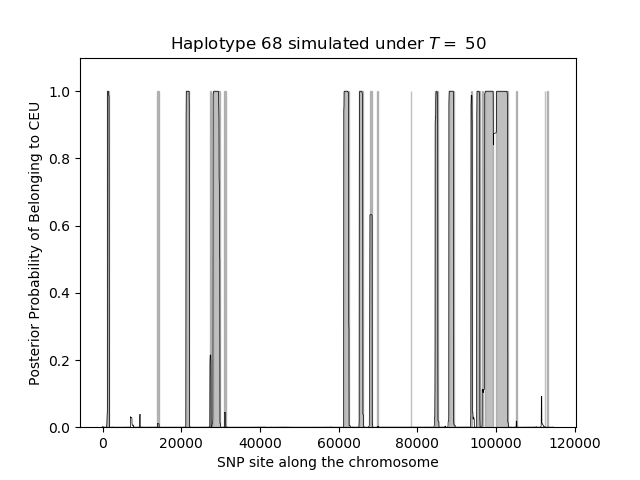 Haplotype 68 simulated under T = 50
Posterior Probability of Belonging to CEU
1.0
0.8
0.6
0.4
0.2
0.0
0 20000 40000 60000 80000 100000 120000
SNP site along the chromosome